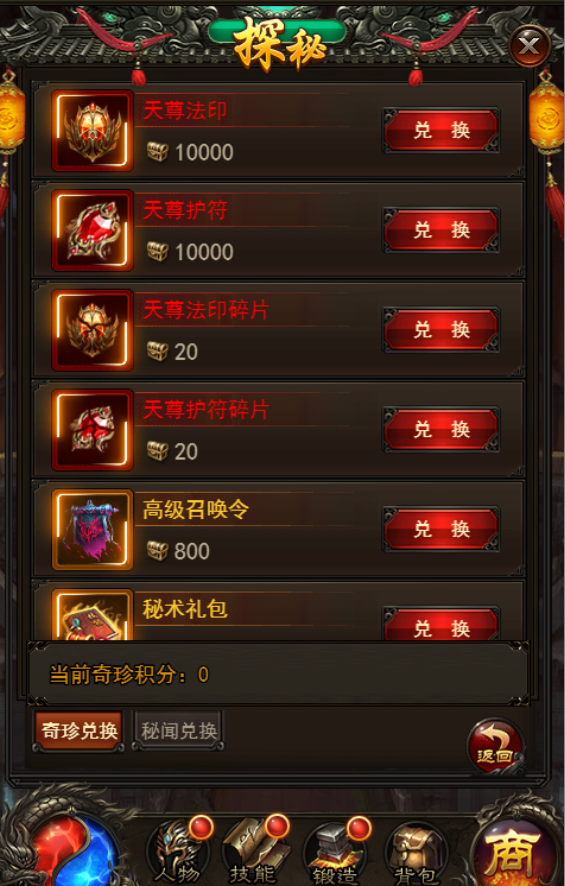 探秘
天尊法印
10000
兑换
天尊护符
10000
兑换
天尊法印碎片
20
兑换
天尊护符碎片
20
兑换
高级召唤令
800
兑换
秘术礼包
兑换
当前奇珍积分：0
奇珍兑换
秘闻兑换
返回
人物
技能
锻造
背包
商